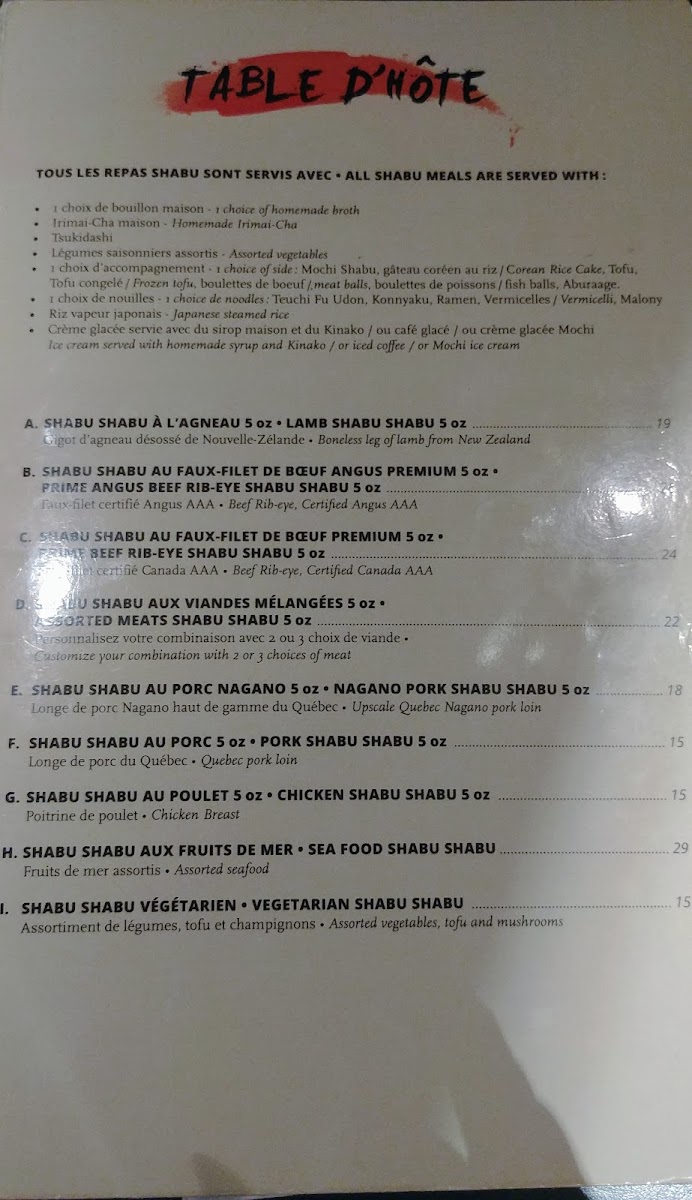 TABLE D'HÔTE
TOUS LES REPAS SHABU SONT SERVIS AVEC • ALL SHABU MEALS ARE SERVED WITH :
• 1 choix de bouillon maison - 1 choice of homemade broth
• Irimai-Cha maison - Homemade Irimai-Cha
• Tsukidashi
• Légumes saisonniers assortis - Assorted vegetables
• 1 choix d'accompagnement - 1 choice of side : Mochi Shabu, gâteau coréen au riz / Corean Rice Cake, Tofu,
Tofu congelé / Frozen tofu, boulettes de boeuf / meat balls, boulettes de poissons / fish balls, Aburaage.
• 1 choix de nouilles - 1 choice de noodles : Teuchi Fu Udon, Konnyaku, Ramen, Vermicelles / Vermicelli, Malony
• Riz vapeur japonais - Japanese steamed rice
• Crème glacée servie avec du sirop maison et du Kinako / ou café glacé / ou crème glacée Mochi
Ice cream served with homemade syrup and Kinako / or iced coffee / or Mochi ice cream
A. SHABU SHABU À L'AGNEAU 5 oz • LAMB SHABU SHABU 5 oz 19
Gigot d'agneau désossé de Nouvelle-Zélande • Boneless leg of lamb from New Zealand
B. SHABU SHABU AU FAUX-FILET DE BŒUF ANGUS PREMIUM 5 oz •
PRIME ANGUS BEEF RIB-EYE SHABU SHABU 5 oz
Faux-filet certifié Angus AAA • Beef Rib-eye, Certified Angus AAA
C. SHABU SHABU AU FAUX-FILET DE BŒUF PREMIUM 5 oz •
PRIME BEEF RIB-EYE SHABU SHABU 5 oz 24
certifié Canada AAA • Beef Rib-eye, Certified Canada AAA
D. SHABU SHABU AUX VIANDES MÉLANGÉES 5 oz •
ASSORTED MEATS SHABU SHABU 5 oz 22
Personnalisez votre combinaison avec 2 ou 3 choix de viande •
Customize your combination with 2 or 3 choices of meat
E. SHABU SHABU AU PORC NAGANO 5 oz • NAGANO PORK SHABU SHABU 5 oz 18
Longe de porc Nagano haut de gamme du Québec • Upscale Quebec Nagano pork loin
F. SHABU SHABU AU PORC 5 oz • PORK SHABU SHABU 5 oz 15
Longe de porc du Québec • Quebec pork loin
G. SHABU SHABU AU POULET 5 oz • CHICKEN SHABU SHABU 5 oz 15
Poitrine de poulet • Chicken Breast
H. SHABU SHABU AUX FRUITS DE MER • SEA FOOD SHABU SHABU 29
Fruits de mer assortis • Assorted seafood
I. SHABU SHABU VÉGÉTARIEN • VEGETARIAN SHABU SHABU 15
Assortiment de légumes, tofu et champignons • Assorted vegetables, tofu and mushrooms